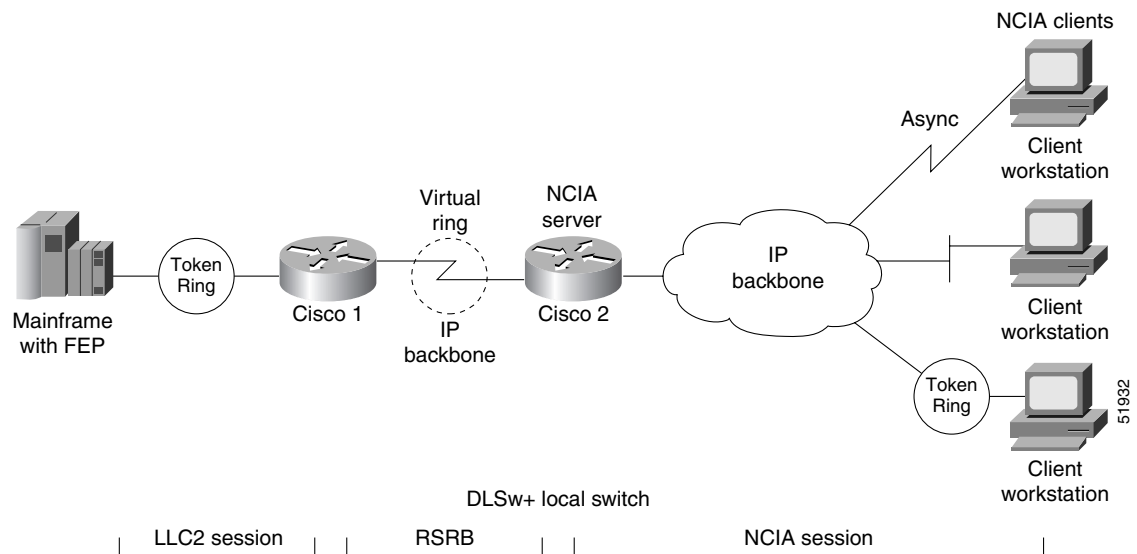 NCIA clients
Async
Client
workstation
Virtual
ring
NCIA
server
Token
Ring
IP
backbone
Mainframe
with FEP
Cisco 1
IP
backbone
Cisco 2
Client
workstation
Token
Ring
51932
Client
workstation
DLSw+ local switch
LLC2 session
RSRB
NCIA session